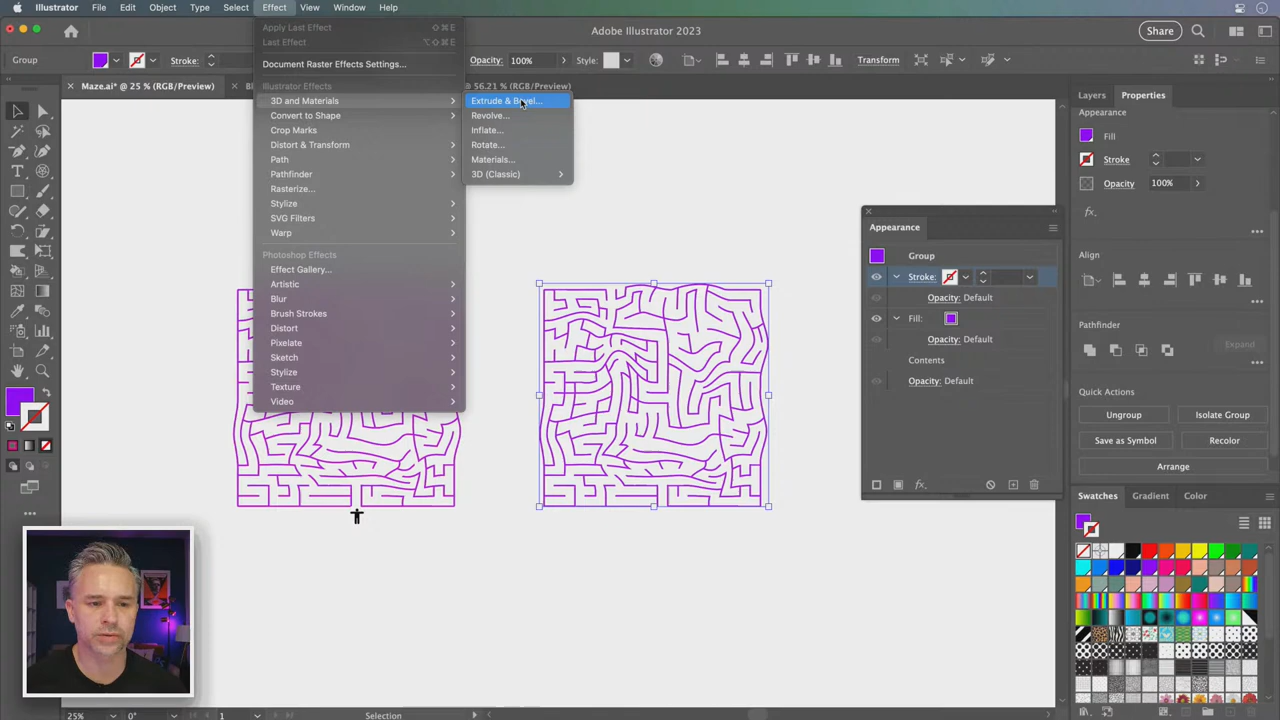 Illustrator File Edit Object Type Select Effect View Window Help
Adobe Illustrator 2023
Share
Group
Stroke:
Opacity: 100%
Style:
Transform
Maze.ai* @ 25 % (RGB/Preview)
@ 56.21 % (RGB/Preview)
Apply Last Effect ⇧⌘E
Last Effect ⌥⇧⌘E
Document Raster Effects Settings...
Illustrator Effects
3D and Materials
Convert to Shape
Crop Marks
Distort & Transform
Path
Pathfinder
Rasterize...
Stylize
SVG Filters
Warp
Photoshop Effects
Effect Gallery...
Artistic
Blur
Brush Strokes
Distort
Pixelate
Sketch
Stylize
Texture
Video
Extrude & Bevel...
Revolve...
Inflate...
Rotate...
Materials...
3D (Classic)
Appearance
Group
Stroke:
Opacity: Default
Fill:
Opacity: Default
Contents
Opacity: Default
fx
Layers Properties
Appearance
Fill
Stroke
Opacity 100%
fx
Align
Pathfinder
Expand
Quick Actions
Ungroup Isolate Group
Save as Symbol Recolor
Arrange
Swatches Gradient Color
25% 0° 1 Selection